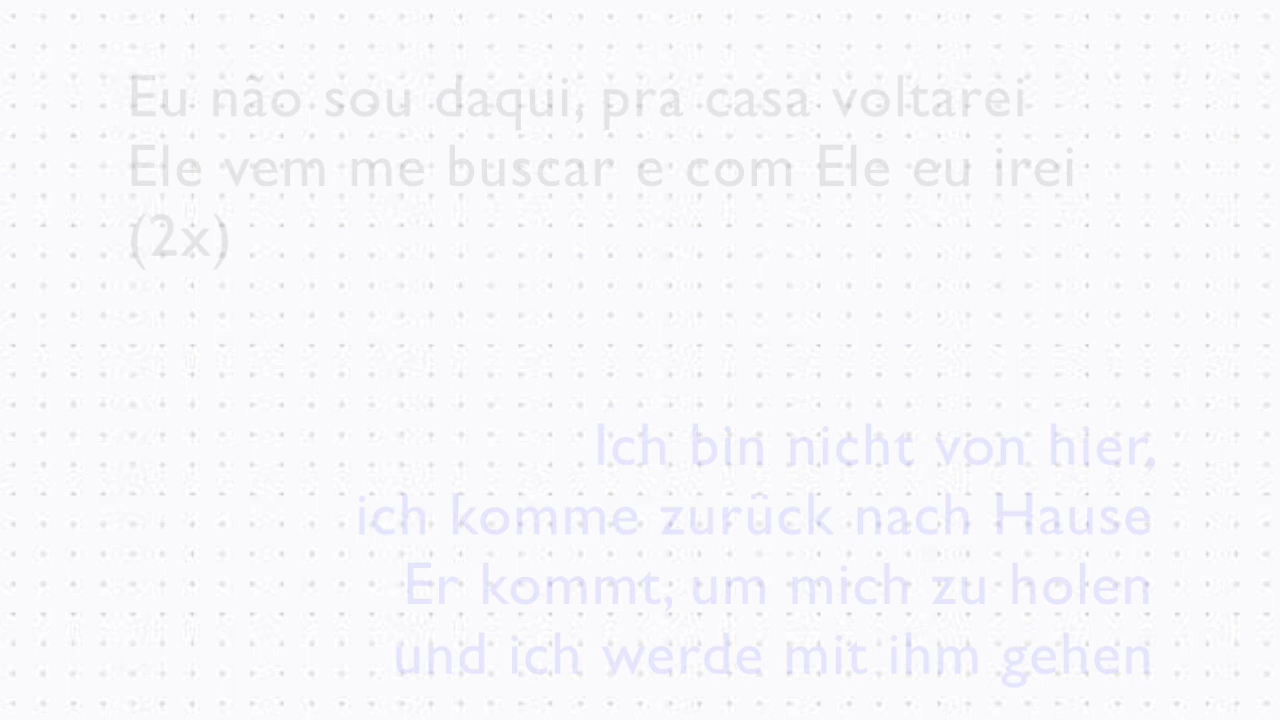 Eu não sou daqui, pra casa voltarei
Ele vem me buscar e com Ele eu irei
(2x)
Ich bin nicht von hier,
ich komme zurück nach Hause
Er kommt, um mich zu holen
und ich werde mit ihm gehen